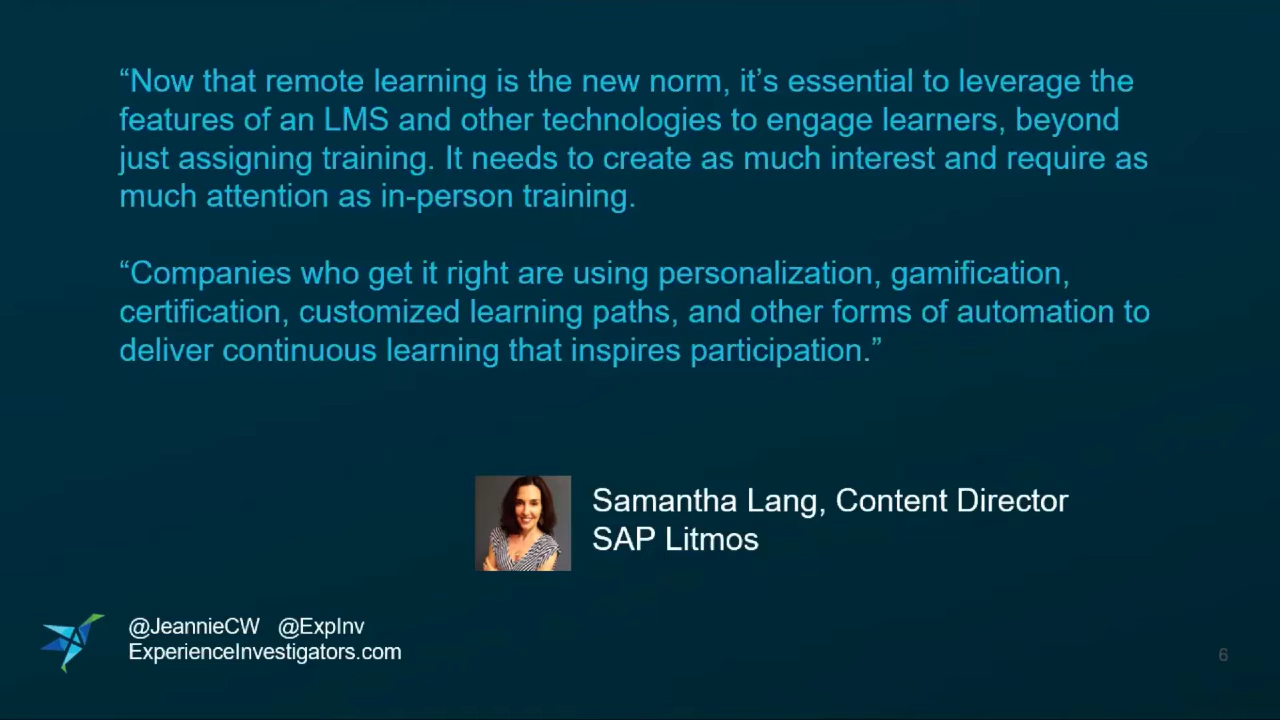 “Now that remote learning is the new norm, it’s essential to leverage the
features of an LMS and other technologies to engage learners, beyond
just assigning training. It needs to create as much interest and require as
much attention as in-person training.
“Companies who get it right are using personalization, gamification,
certification, customized learning paths, and other forms of automation to
deliver continuous learning that inspires participation.”
Samantha Lang, Content Director
SAP Litmos
@JeannieCW @ExpInv
ExperienceInvestigators.com
6